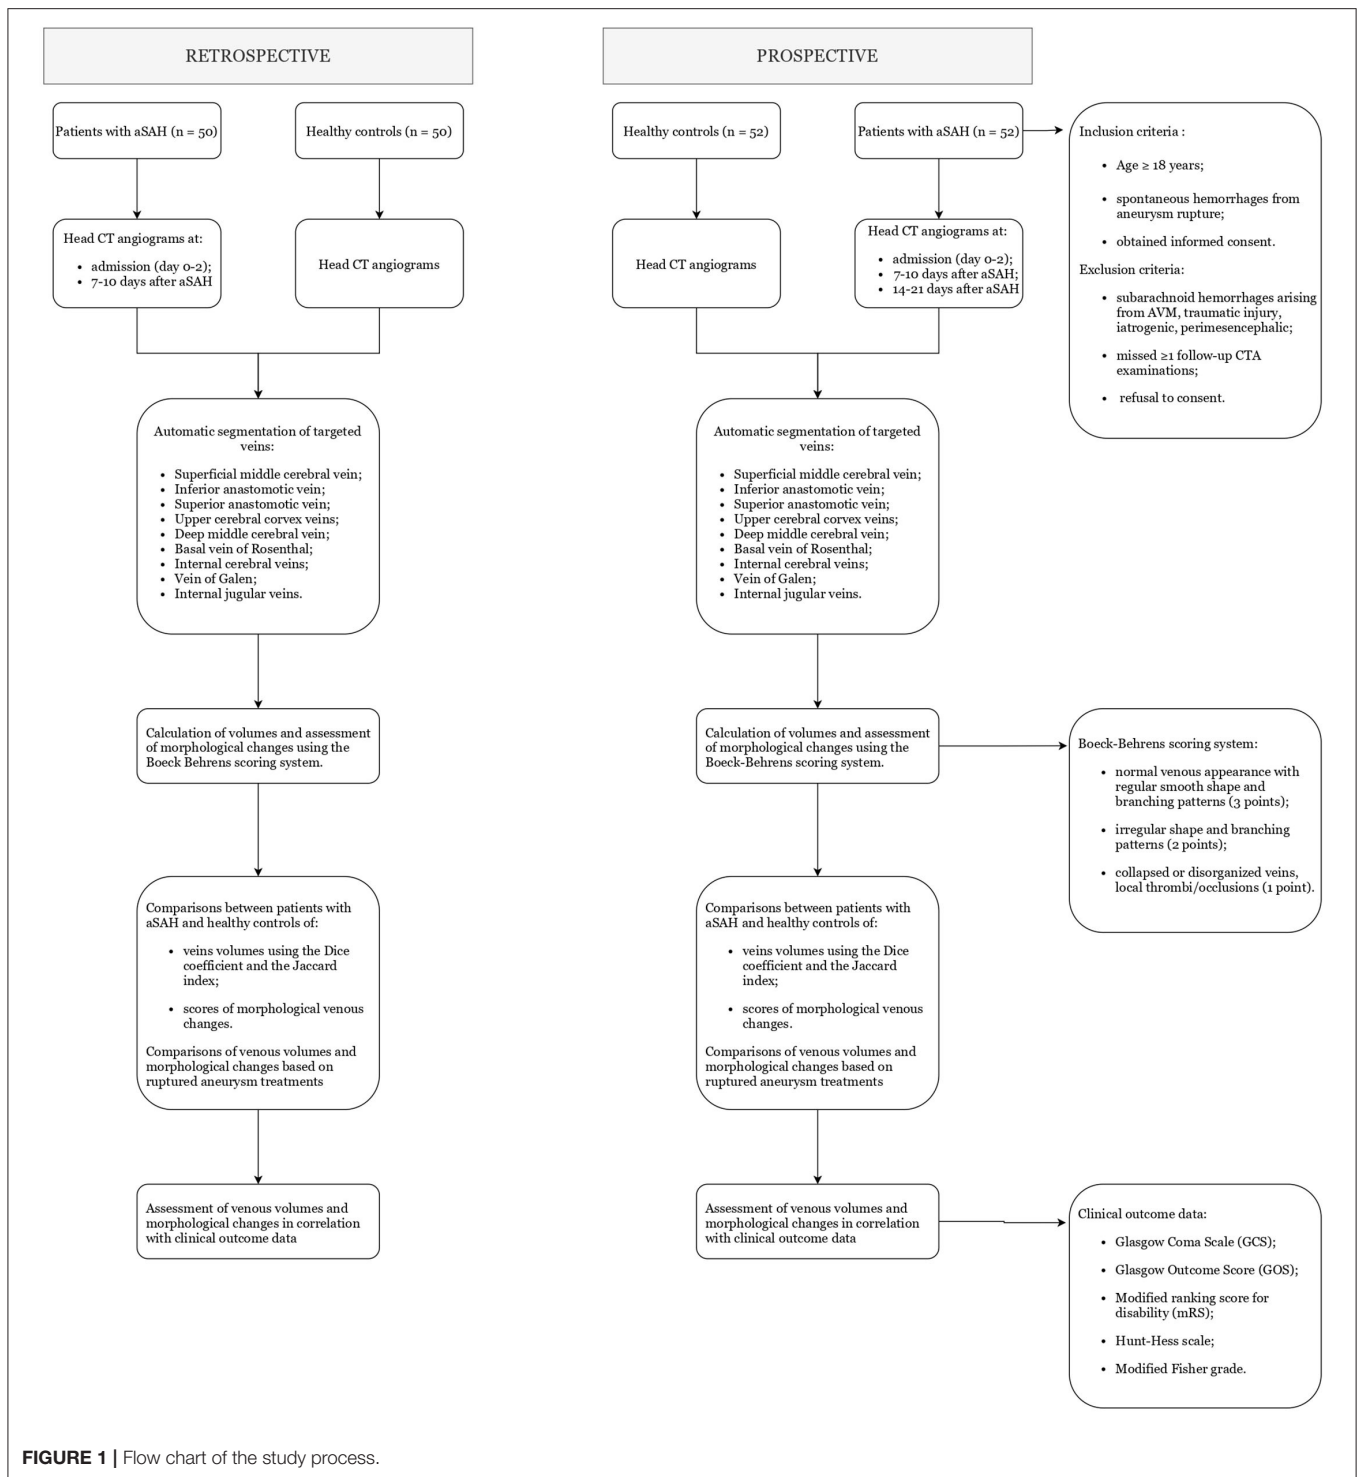 RETROSPECTIVE
Patients with aSAH (n = 50)
Healthy controls (n = 50)
Head CT angiograms at:
• admission (day 0-2);
• 7-10 days after aSAH
Head CT angiograms
Automatic segmentation of targeted
veins:
• Superficial middle cerebral vein;
• Inferior anastomotic vein;
• Superior anastomotic vein;
• Upper cerebral corvex veins;
• Deep middle cerebral vein;
• Basal vein of Rosenthal;
• Internal cerebral veins;
• Vein of Galen;
• Internal jugular veins.
Calculation of volumes and assessment
of morphological changes using the
Boeck Behrens scoring system.
Comparisons between patients with
aSAH and healthy controls of:
• veins volumes using the Dice
coefficient and the Jaccard
index;
• scores of morphological venous
changes.
Comparisons of venous volumes and
morphological changes based on
ruptured aneurysm treatments
Assessment of venous volumes and
morphological changes in correlation
with clinical outcome data
PROSPECTIVE
Healthy controls (n = 52)
Patients with aSAH (n = 52)
Head CT angiograms
Head CT angiograms at:
• admission (day 0-2);
• 7-10 days after aSAH;
• 14-21 days after aSAH
Inclusion criteria :
• Age ≥ 18 years;
• spontaneous hemorrhages from
aneurysm rupture;
• obtained informed consent.
Exclusion criteria:
• subarachnoid hemorrhages arising
from AVM, traumatic injury,
iatrogenic, perimesencephalic;
• missed ≥1 follow-up CTA
examinations;
• refusal to consent.
Automatic segmentation of targeted
veins:
• Superficial middle cerebral vein;
• Inferior anastomotic vein;
• Superior anastomotic vein;
• Upper cerebral corvex veins;
• Deep middle cerebral vein;
• Basal vein of Rosenthal;
• Internal cerebral veins;
• Vein of Galen;
• Internal jugular veins.
Calculation of volumes and assessment
of morphological changes using the
Boeck-Behrens scoring system.
Boeck-Behrens scoring system:
• normal venous appearance with
regular smooth shape and
branching patterns (3 points);
• irregular shape and branching
patterns (2 points);
• collapsed or disorganized veins,
local thrombi/occlusions (1 point).
Comparisons between patients with
aSAH and healthy controls of:
• veins volumes using the Dice
coefficient and the Jaccard
index;
• scores of morphological venous
changes.
Comparisons of venous volumes and
morphological changes based on
ruptured aneurysm treatments
Assessment of venous volumes and
morphological changes in correlation
with clinical outcome data
Clinical outcome data:
• Glasgow Coma Scale (GCS);
• Glasgow Outcome Score (GOS);
• Modified ranking score for
disability (mRS);
• Hunt-Hess scale;
• Modified Fisher grade.
FIGURE 1 | Flow chart of the study process.